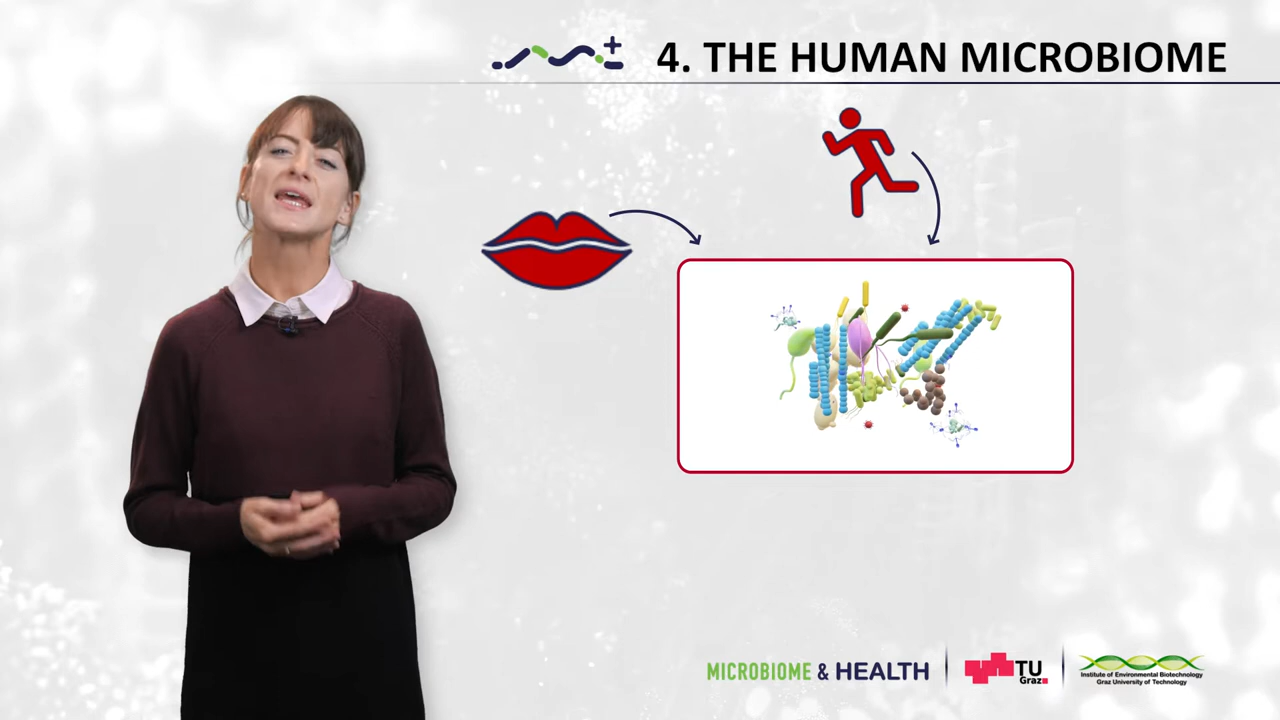 4. THE HUMAN MICROBIOME
MICROBIOME & HEALTH
TU
Graz
Institute of Environmental Biotechnology
Graz University of Technology